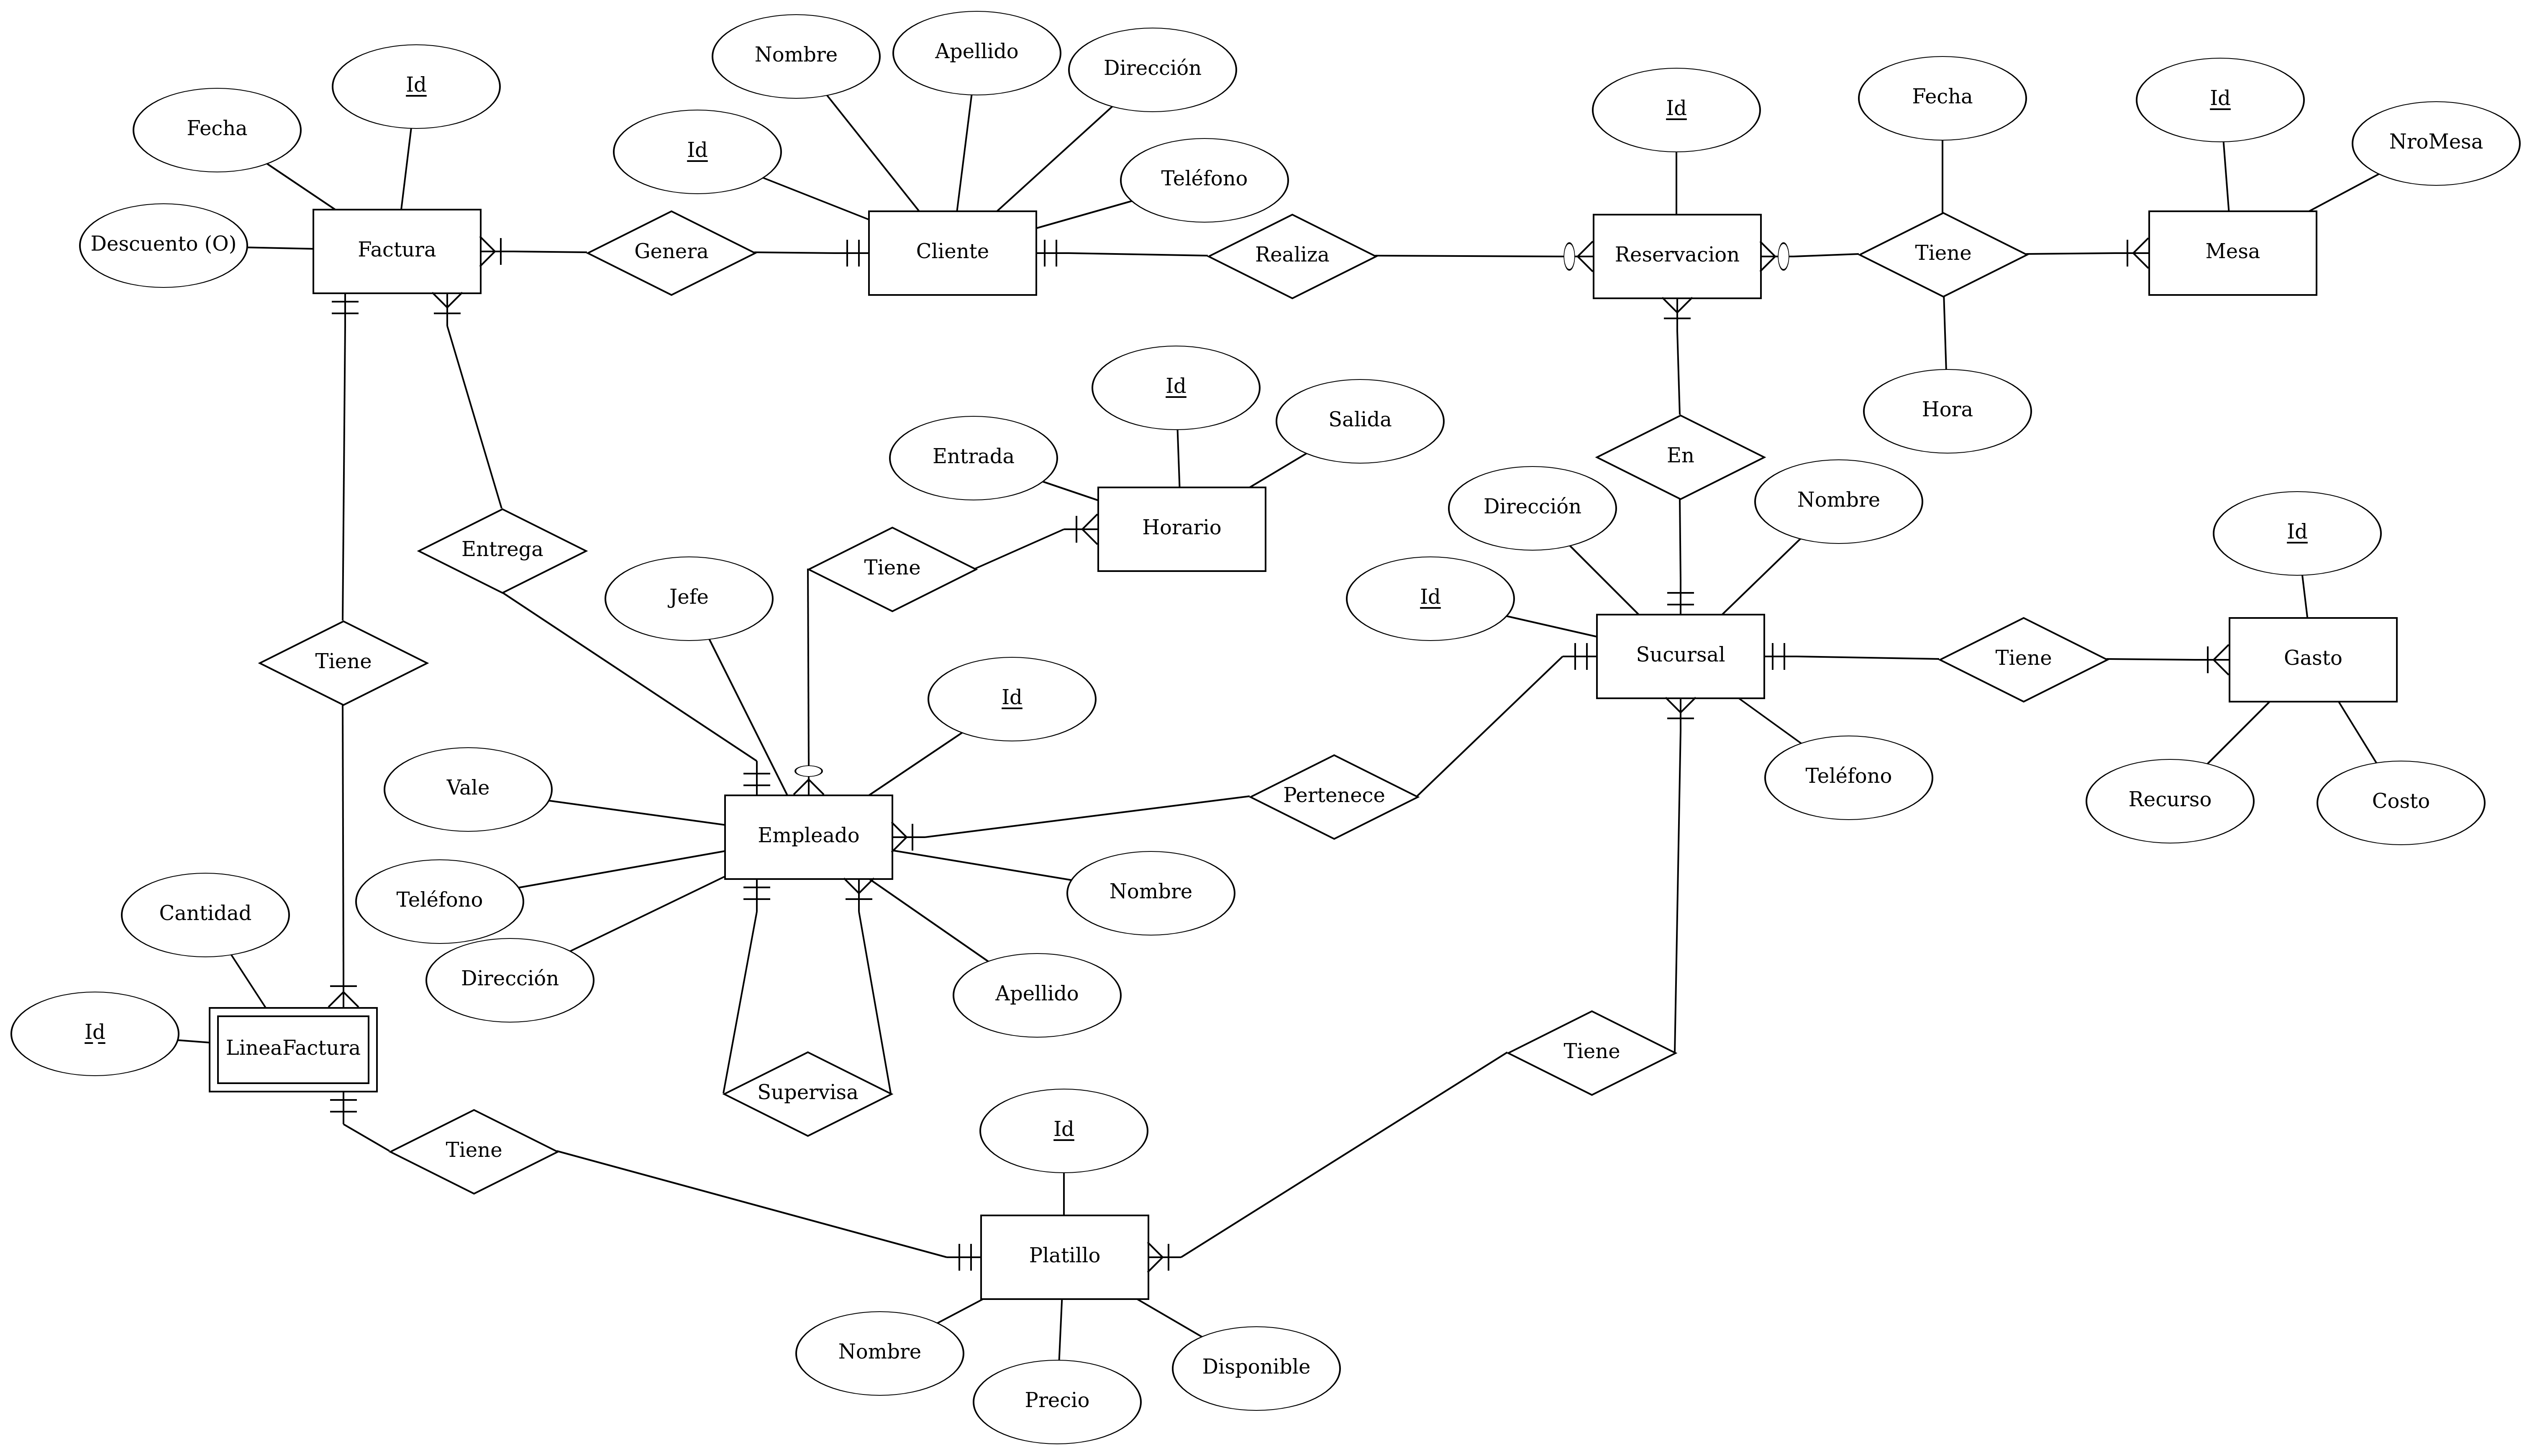 Nombre
Apellido
Dirección
Id
Fecha
Id
Id
Fecha
Id
NroMesa
Id
Teléfono
Descuento (O)
Factura
Genera
Cliente
Realiza
Reservacion
Tiene
Mesa
Id
Hora
Salida
Entrada
En
Dirección
Nombre
Horario
Entrega
Tiene
Id
Jefe
Id
Tiene
Sucursal
Tiene
Gasto
Id
Vale
Pertenece
Teléfono
Recurso
Costo
Empleado
Teléfono
Nombre
Cantidad
Dirección
Apellido
Id
LineaFactura
Tiene
Supervisa
Id
Tiene
Platillo
Nombre
Disponible
Precio